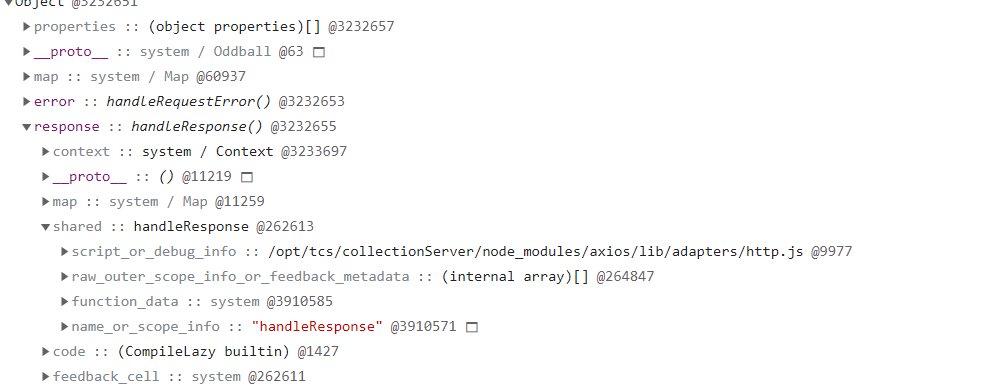 Object @3232651
properties :: (object properties)[] @3232657
__proto__ :: system / Oddball @63
map :: system / Map @60937
error :: handleRequestError() @3232653
response :: handleResponse() @3232655
context :: system / Context @3233697
__proto__ :: () @11219
map :: system / Map @11259
shared :: handleResponse @262613
script_or_debug_info :: /opt/tcs/collectionServer/node_modules/axios/lib/adapters/http.js @9977
raw_outer_scope_info_or_feedback_metadata :: (internal array)[] @264847
function_data :: system @3910585
name_or_scope_info :: "handleResponse" @3910571
code :: (CompileLazy builtin) @1427
feedback_cell :: system @262611